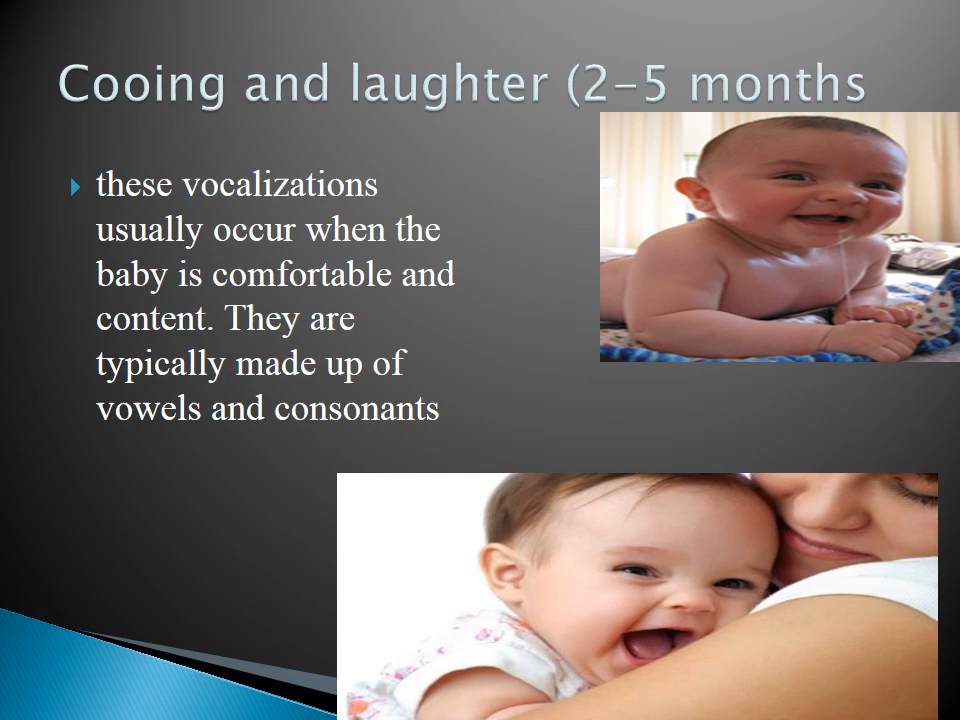 Cooing and laughter (2-5 months
these vocalizations
usually occur when the
baby is comfortable and
content. They are
typically made up of
vowels and consonants